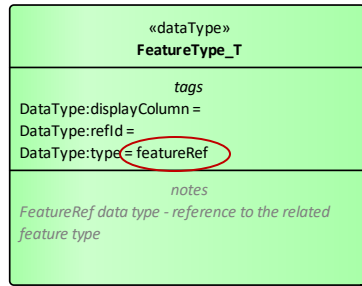 «dataType»
FeatureType_T
tags
DataType:displayColumn =
DataType:refId =
DataType:type = featureRef
notes
FeatureRef data type - reference to the related
feature type